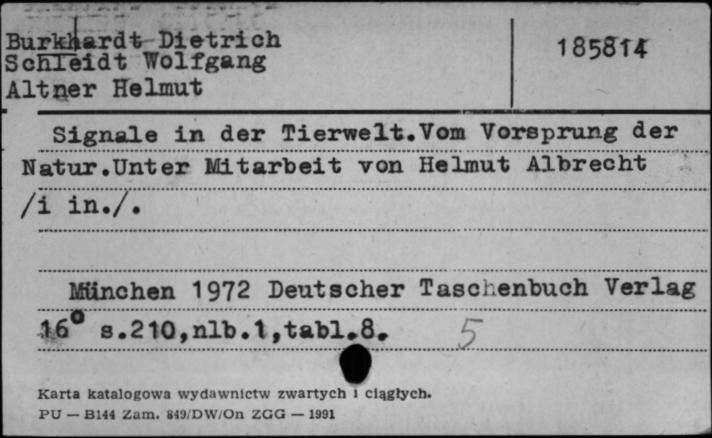 Burkhardt Dietrich
Schleidt Wolfgang
Altner Helmut
185814
Signale in der Tierwelt.Vom Vorsprung der
Natur.Unter Mitarbeit von Helmut Albrecht
/i in./.
München 1972 Deutscher Taschenbuch Verlag
16° s.210,nlb.1,tabl.8.
5
Karta katalogowa wydawnictw zwartych i ciągłych.
PU — B144 Zam. 849/DW/On ZGG — 1991